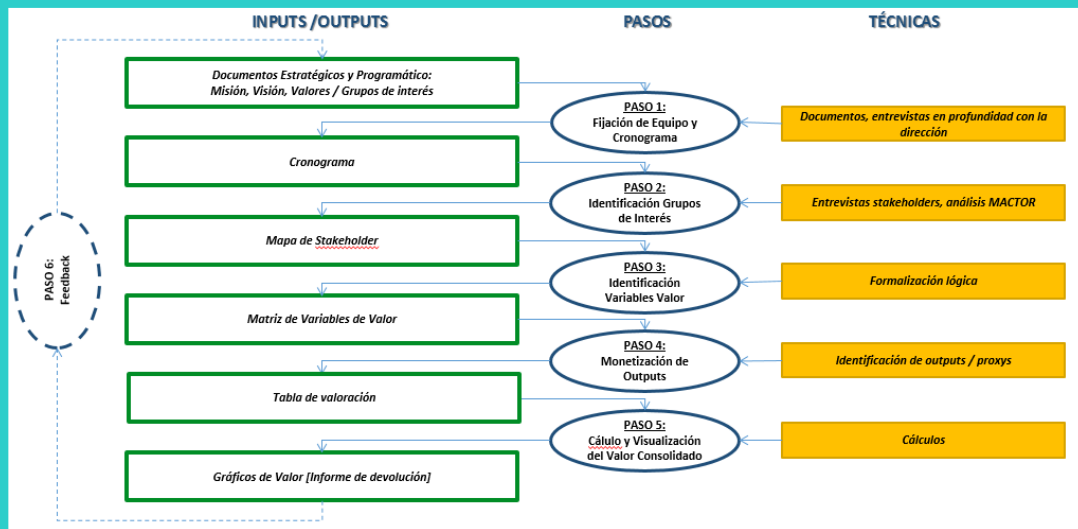 INPUTS /OUTPUTS
PASOS
TÉCNICAS
Documentos Estratégicos y Programático:
Misión, Visión, Valores / Grupos de interés
PASO 1:
Fijación de Equipo y
Cronograma
Documentos, entrevistas en profundidad con la
dirección
Cronograma
PASO 2:
Identificación Grupos
de Interés
Entrevistas stakeholders, análisis MACTOR
Mapa de Stakeholder
PASO 3:
Identificación
Variables Valor
Formalización lógica
PASO 6:
Feedback
Matriz de Variables de Valor
PASO 4:
Monetización de
Outputs
Identificación de outputs / proxys
Tabla de valoración
PASO 5:
Cálulo y Visualización
del Valor Consolidado
Cálculos
Gráficos de Valor [Informe de devolución]